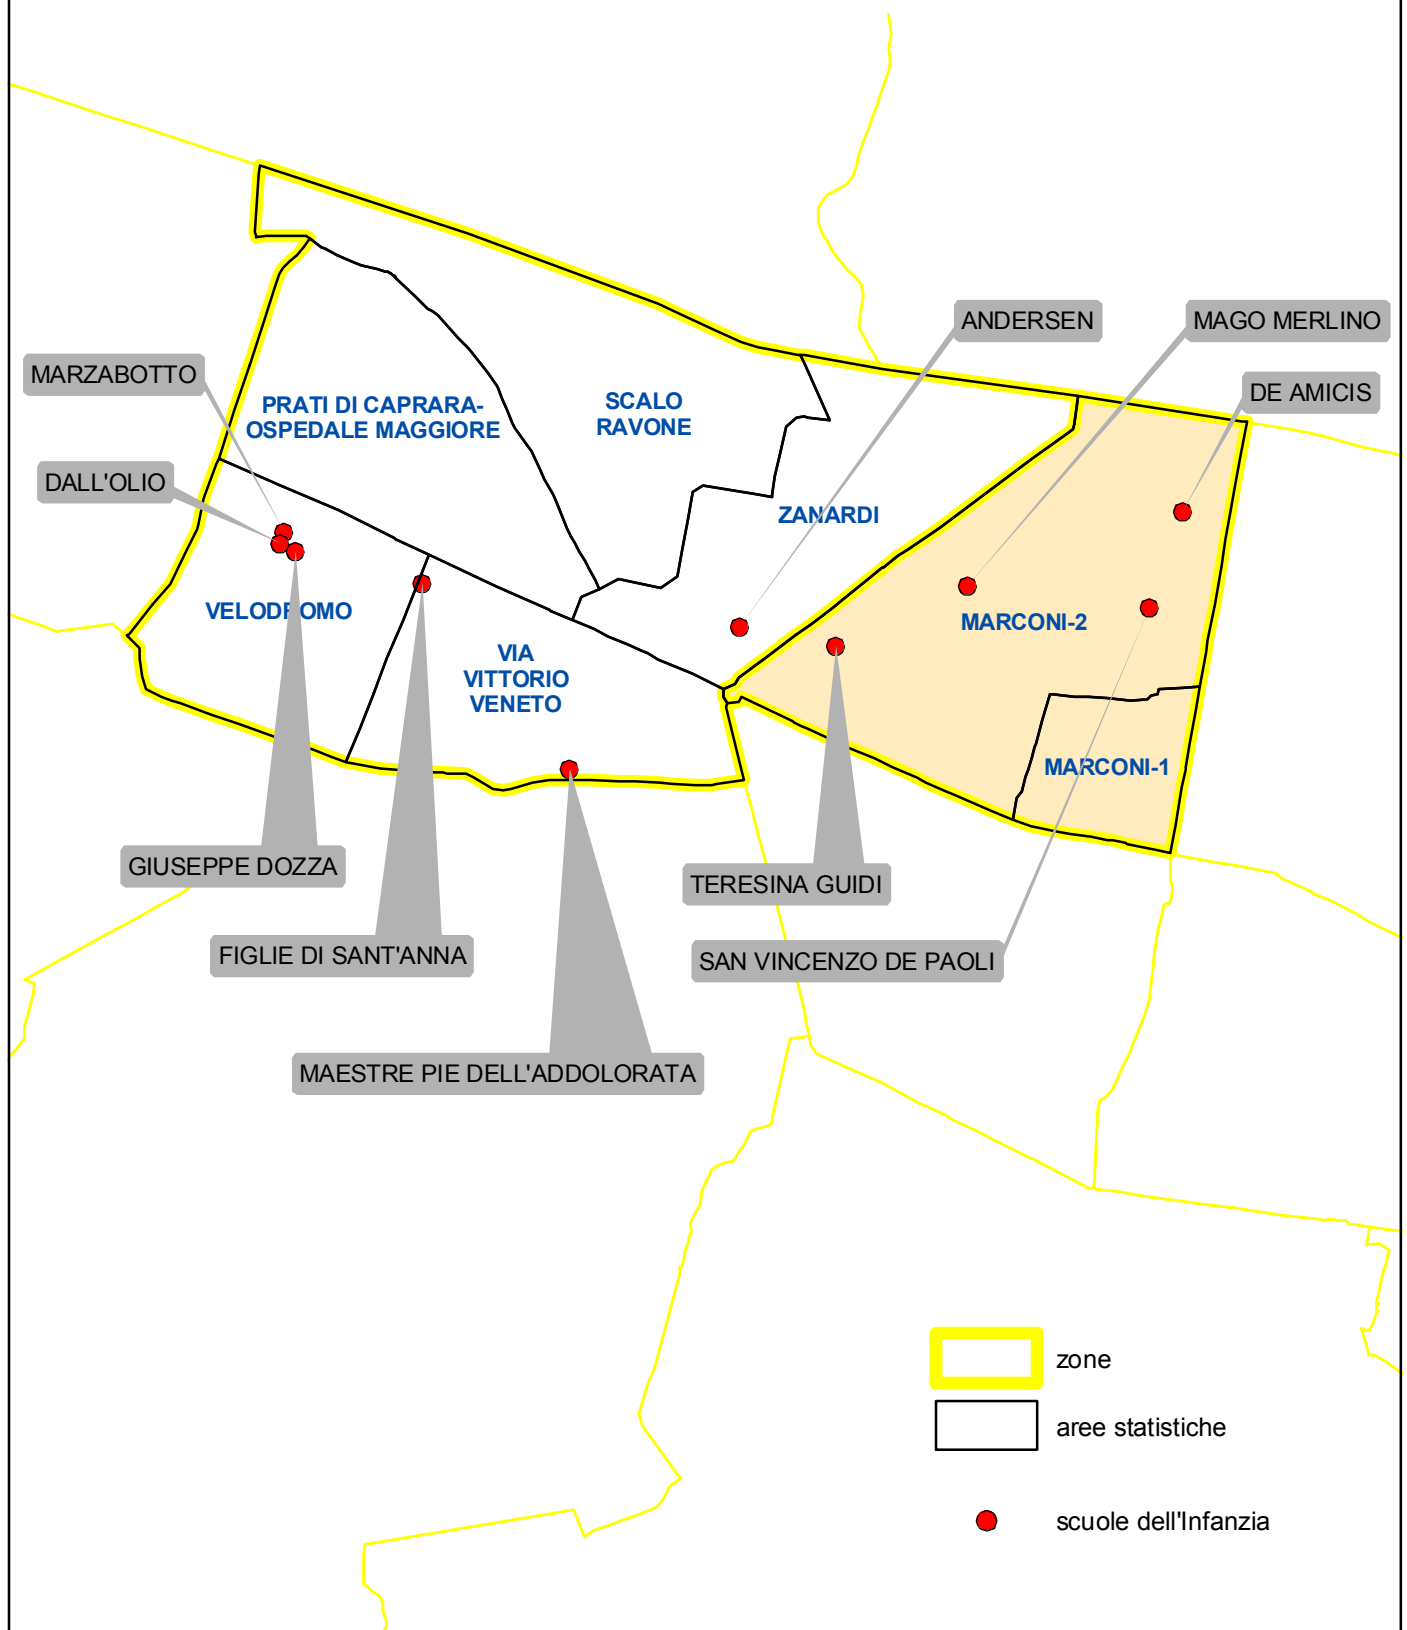 ANDERSEN
MAGO MERLINO
MARZABOTTO
DE AMICIS
PRATI DI CAPRARA-
OSPEDALE MAGGIORE
SCALO
RAVONE
DALL'OLIO
ZANARDI
VELODROMO
MARCONI-2
VIA
VITTORIO
VENETO
MARCONI-1
GIUSEPPE DOZZA
TERESINA GUIDI
FIGLIE DI SANT'ANNA
SAN VINCENZO DE PAOLI
MAESTRE PIE DELL'ADDOLORATA
zone
aree statistiche
scuole dell'Infanzia